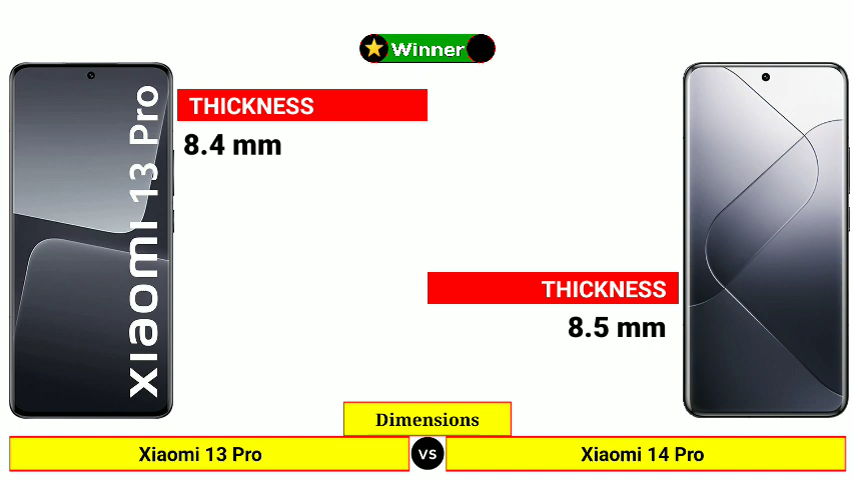 Winner
Xiaomi 13 Pro
THICKNESS
8.4 mm
THICKNESS
8.5 mm
Dimensions
Xiaomi 13 Pro
VS
Xiaomi 14 Pro